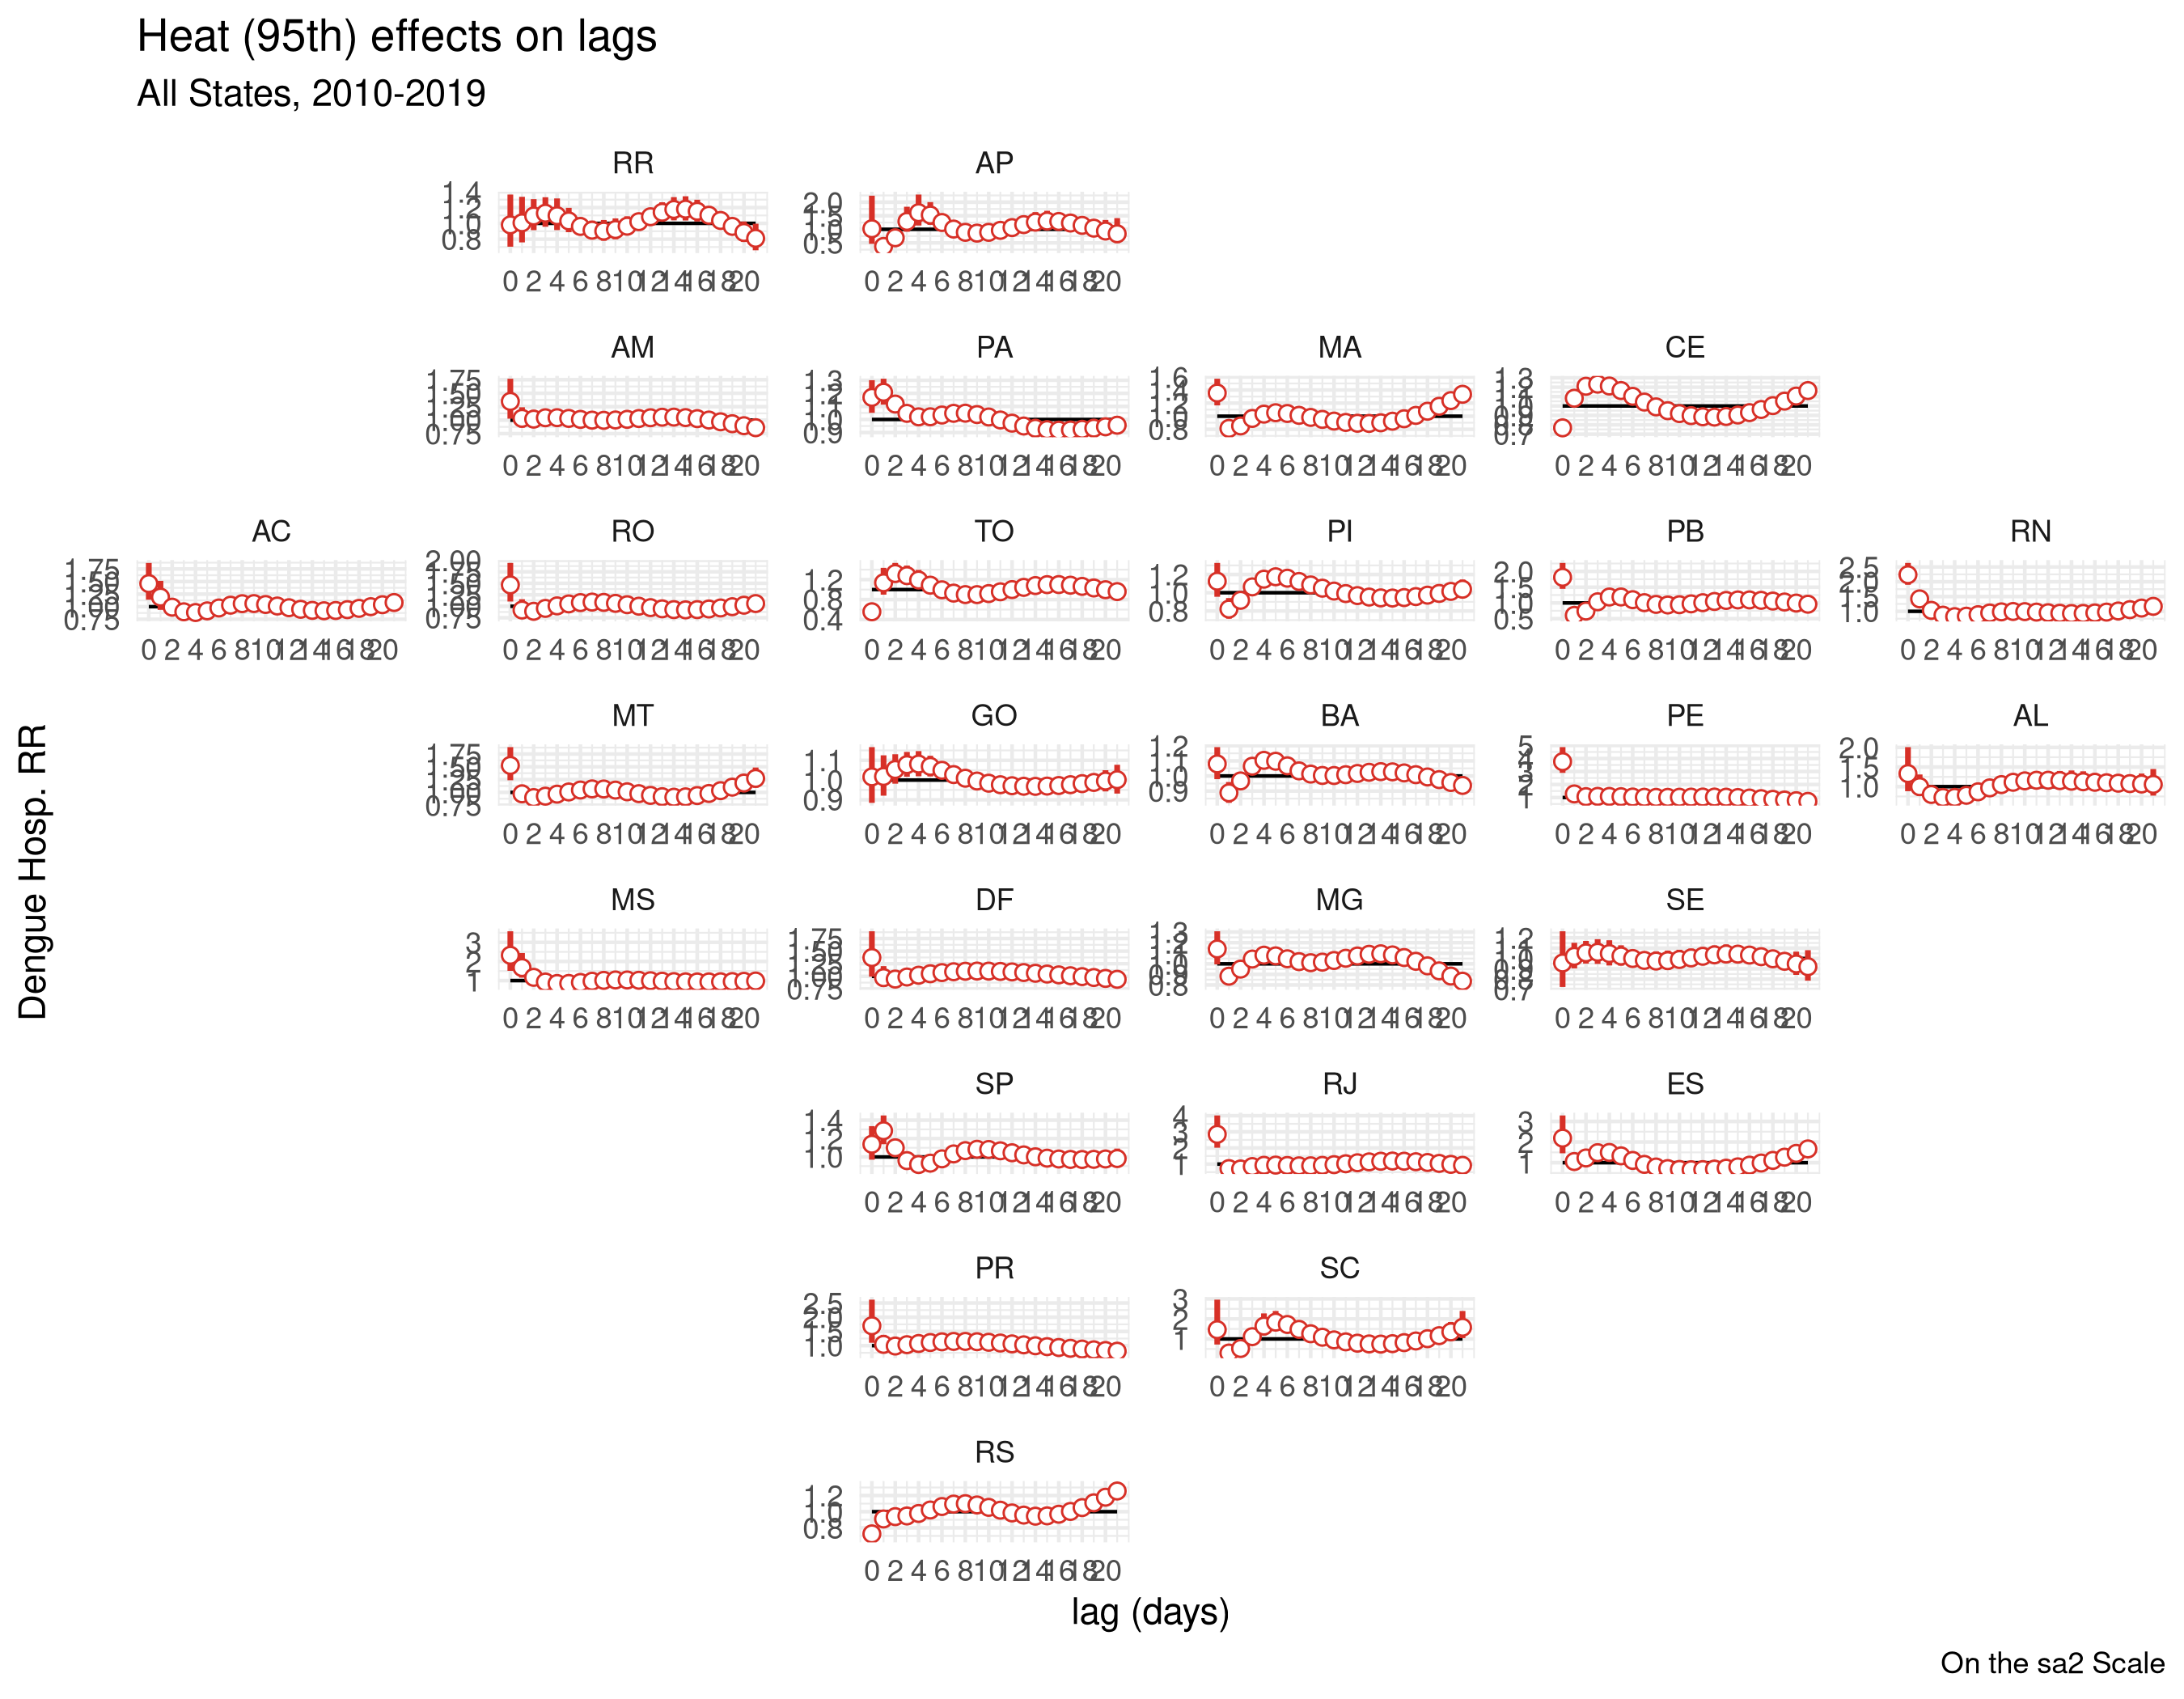 Heat (95th) effects on lags
All States, 2010-2019
RR
1.4
1.2
1.0
0.8
0 2 4 6 8 10 12 14 16 18 20
AP
2.0
1.5
1.0
0.5
0 2 4 6 8 10 12 14 16 18 20
AM
1.75
1.50
1.25
1.00
0.75
0 2 4 6 8 10 12 14 16 18 20
PA
1.3
1.2
1.1
1.0
0.9
0 2 4 6 8 10 12 14 16 18 20
MA
1.6
1.4
1.2
1.0
0.8
0 2 4 6 8 10 12 14 16 18 20
CE
1.3
1.2
1.1
1.0
0.9
0.8
0.7
0 2 4 6 8 10 12 14 16 18 20
AC
1.75
1.50
1.25
1.00
0.75
0 2 4 6 8 10 12 14 16 18 20
RO
2.00
1.75
1.50
1.25
1.00
0.75
0 2 4 6 8 10 12 14 16 18 20
TO
1.2
0.8
0.4
0 2 4 6 8 10 12 14 16 18 20
PI
1.2
1.0
0.8
0 2 4 6 8 10 12 14 16 18 20
PB
2.0
1.5
1.0
0.5
0 2 4 6 8 10 12 14 16 18 20
RN
2.5
2.0
1.5
1.0
0 2 4 6 8 10 12 14 16 18 20
MT
1.75
1.50
1.25
1.00
0.75
0 2 4 6 8 10 12 14 16 18 20
GO
1.1
1.0
0.9
0 2 4 6 8 10 12 14 16 18 20
BA
1.2
1.1
1.0
0.9
0 2 4 6 8 10 12 14 16 18 20
PE
5
4
3
2
1
0 2 4 6 8 10 12 14 16 18 20
AL
2.0
1.5
1.0
0 2 4 6 8 10 12 14 16 18 20
MS
3
2
1
0 2 4 6 8 10 12 14 16 18 20
DF
1.75
1.50
1.25
1.00
0.75
0 2 4 6 8 10 12 14 16 18 20
MG
1.3
1.2
1.1
1.0
0.9
0.8
0 2 4 6 8 10 12 14 16 18 20
SE
1.2
1.1
1.0
0.9
0.8
0.7
0 2 4 6 8 10 12 14 16 18 20
SP
1.4
1.2
1.0
0 2 4 6 8 10 12 14 16 18 20
RJ
4
3
2
1
0 2 4 6 8 10 12 14 16 18 20
ES
3
2
1
0 2 4 6 8 10 12 14 16 18 20
PR
2.5
2.0
1.5
1.0
0 2 4 6 8 10 12 14 16 18 20
SC
3
2
1
0 2 4 6 8 10 12 14 16 18 20
RS
1.2
1.0
0.8
0 2 4 6 8 10 12 14 16 18 20
Dengue Hosp. RR
lag (days)
On the sa2 Scale